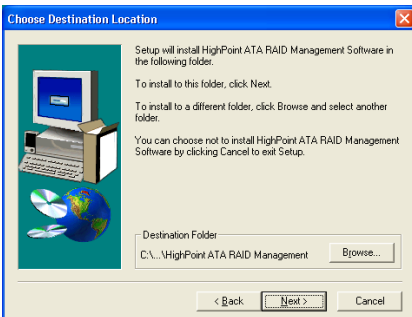 Choose Destination Location
Setup will install HighPoint ATA RAID Management Software in
the following folder.
To install to this folder, click Next.
To install to a different folder, click Browse and select another
folder.
You can choose not to install HighPoint ATA RAID Management
Software by clicking Cancel to exit Setup.
Destination Folder
C:\...\HighPoint ATA RAID Management
Browse...
< Back
Next >
Cancel